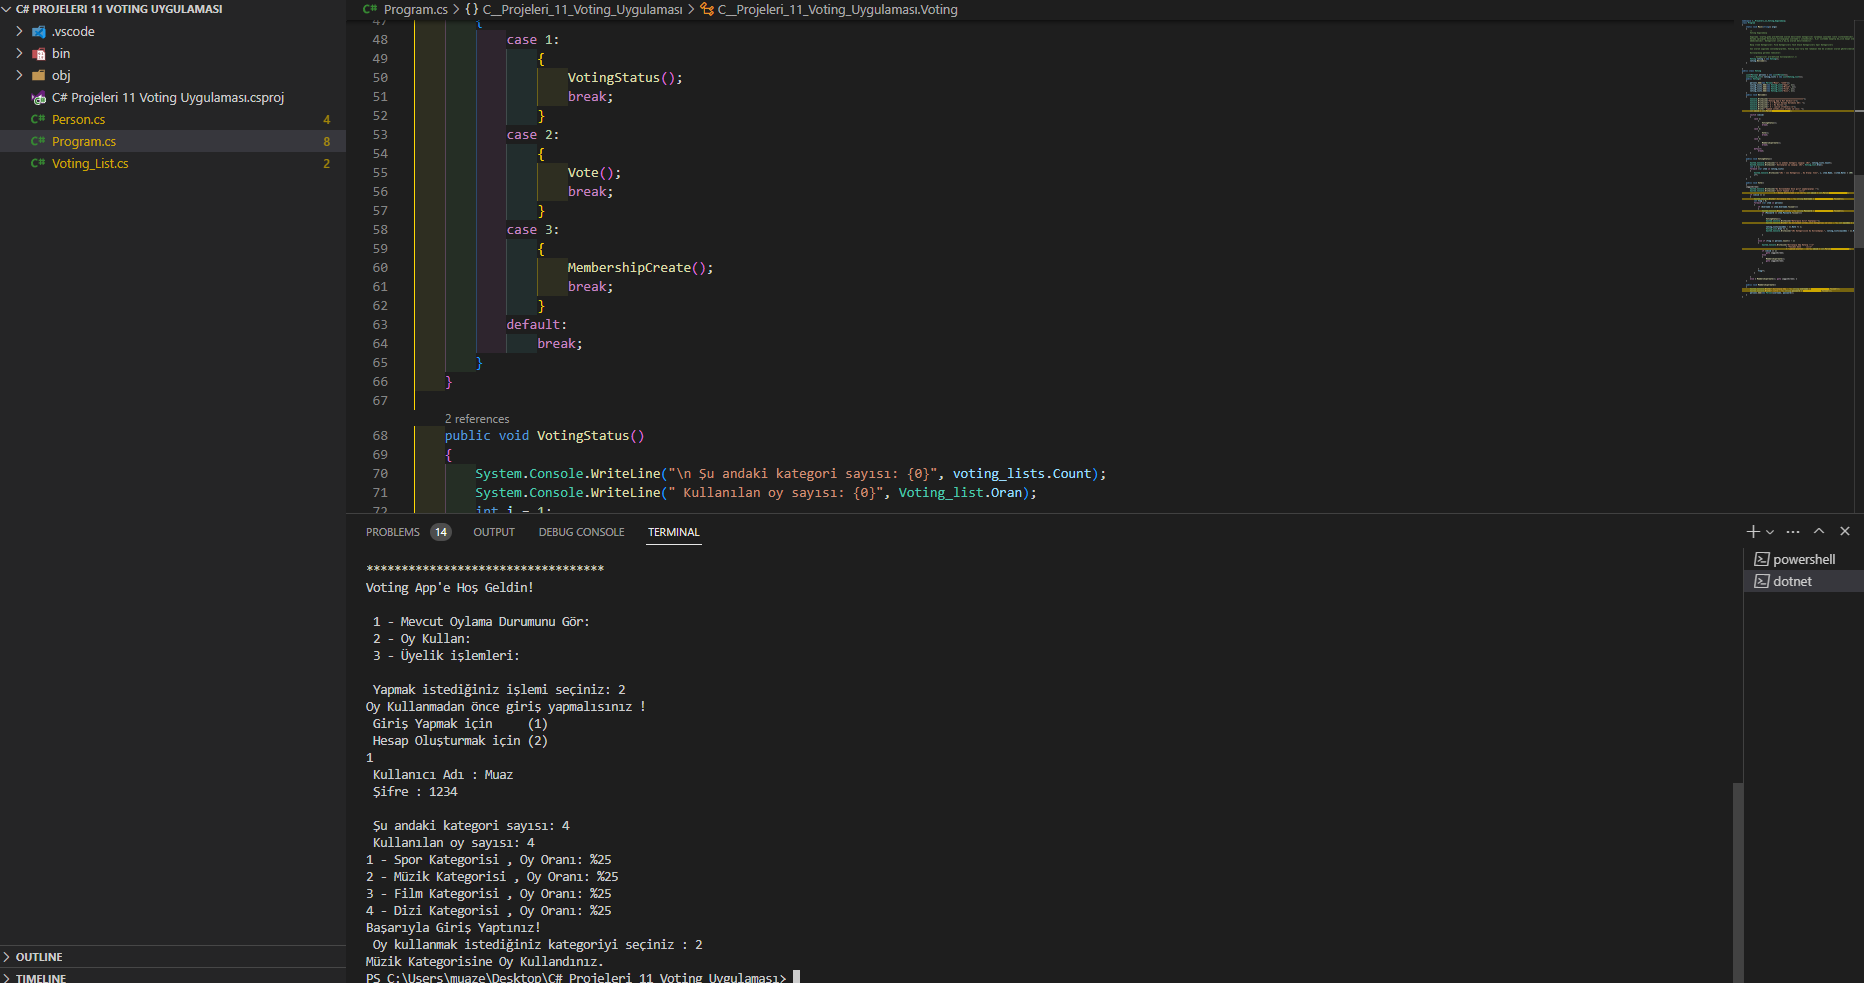 C# PROJELERI 11 VOTING UYGULAMASI
.vscode
bin
obj
C# Projeleri 11 Voting Uygulaması.csproj
Person.cs 4
Program.cs 8
Voting_List.cs 2
OUTLINE
TIMELINE
Program.cs > {} C__Projeleri_11_Voting_Uygulaması > C__Projeleri_11_Voting_Uygulaması.Voting
47 {
48 case 1:
49 {
50 VotingStatus();
51 break;
52 }
53 case 2:
54 {
55 Vote();
56 break;
57 }
58 case 3:
59 {
60 MembershipCreate();
61 break;
62 }
63 default:
64 break;
65 }
66 }
67
2 references
68 public void VotingStatus()
69 {
70 System.Console.WriteLine("\n Şu andaki kategori sayısı: {0}", voting_lists.Count);
71 System.Console.WriteLine(" Kullanılan oy sayısı: {0}", Voting_list.Oran);
72 int i = 1;
PROBLEMS 14 OUTPUT DEBUG CONSOLE TERMINAL
powershell
dotnet
**********************************
Voting App'e Hoş Geldin!
1 - Mevcut Oylama Durumunu Gör:
2 - Oy Kullan:
3 - Üyelik işlemleri:
Yapmak istediğiniz işlemi seçiniz: 2
Oy Kullanmadan önce giriş yapmalısınız !
Giriş Yapmak için (1)
Hesap Oluşturmak için (2)
1
Kullanıcı Adı : Muaz
Şifre : 1234
Şu andaki kategori sayısı: 4
Kullanılan oy sayısı: 4
1 - Spor Kategorisi , Oy Oranı: %25
2 - Müzik Kategorisi , Oy Oranı: %25
3 - Film Kategorisi , Oy Oranı: %25
4 - Dizi Kategorisi , Oy Oranı: %25
Başarıyla Giriş Yaptınız!
Oy kullanmak istediğiniz kategoriyi seçiniz : 2
Müzik Kategorisine Oy Kullandınız.
PS C:\Users\muaze\Desktop\C# Projeleri 11 Voting Uygulaması>